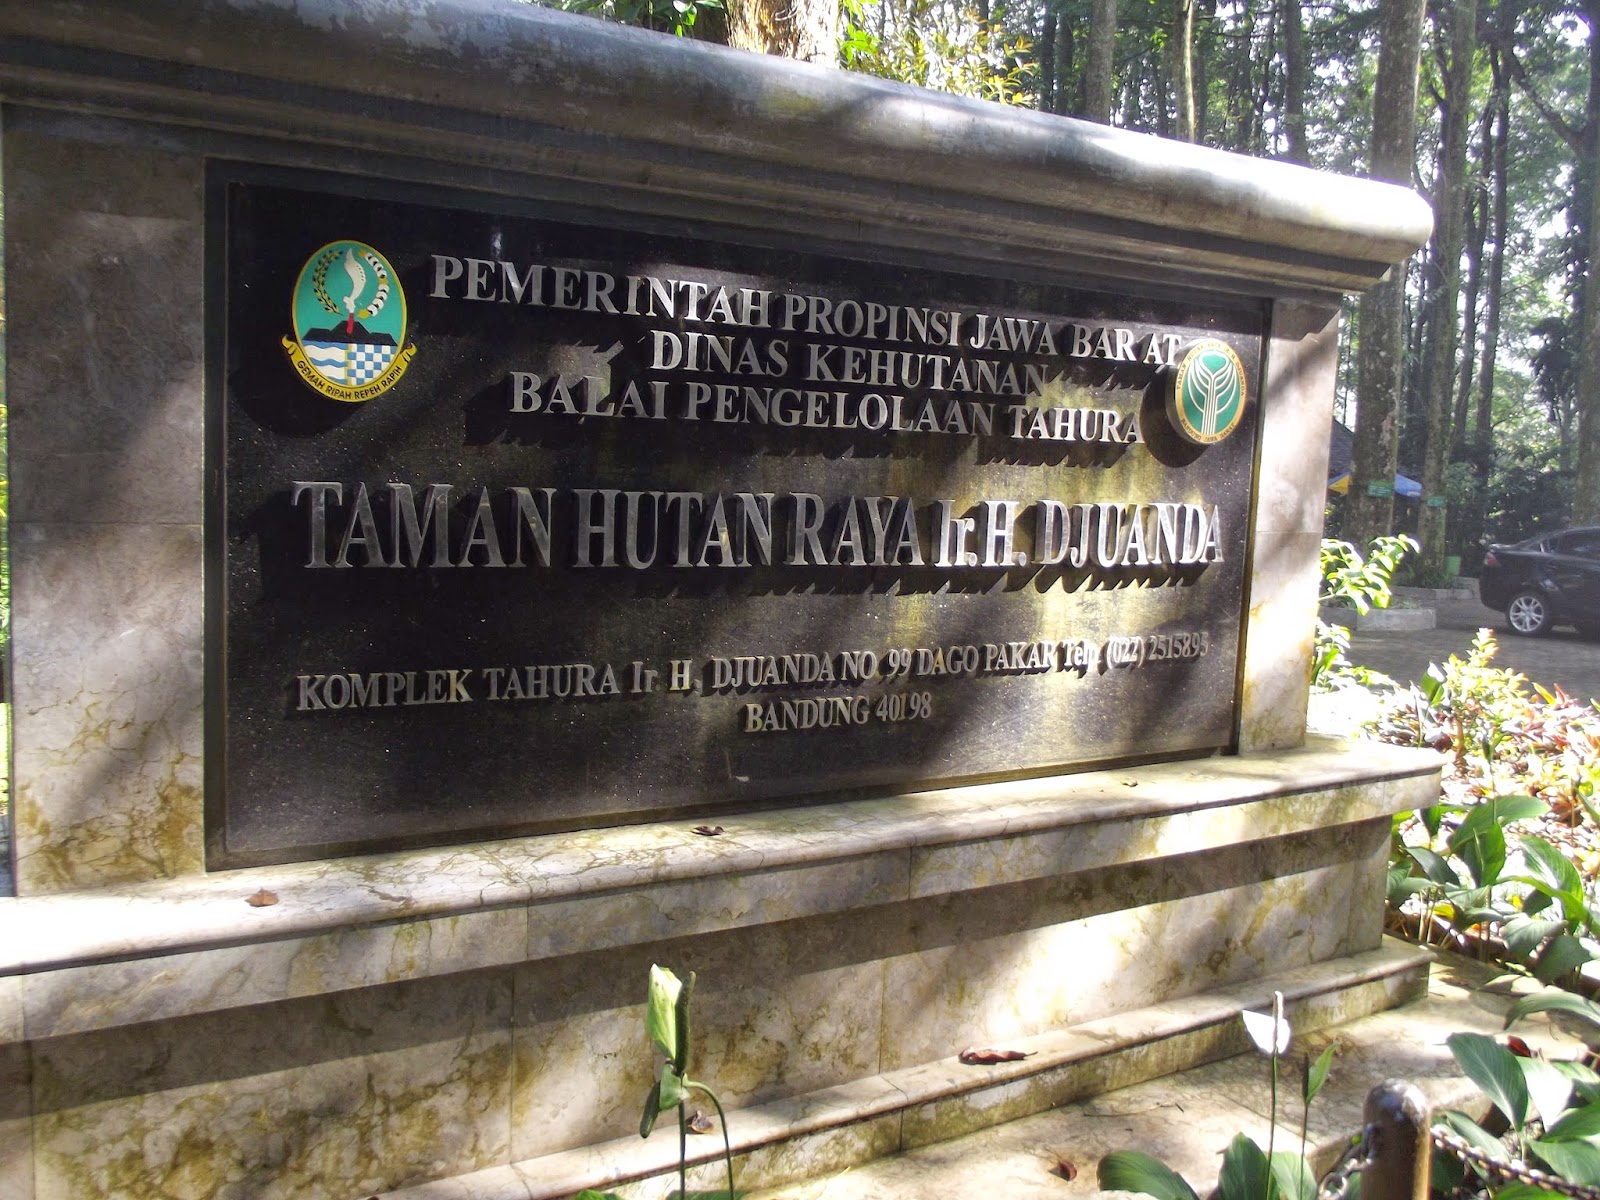 PEMERINTAH PROPINSI JAWA BARAT
DINAS KEHUTANAN
BALAI PENGELOLAAN TAHURA
GEMAH RIPAH REPEH RAPIH
TAMAN HUTAN RAYA Ir. H. DJUANDA
KOMPLEK TAHURA Ir. H. DJUANDA NO. 99 DAGO PAKAR Telp. (022) 2515895
BANDUNG 40198